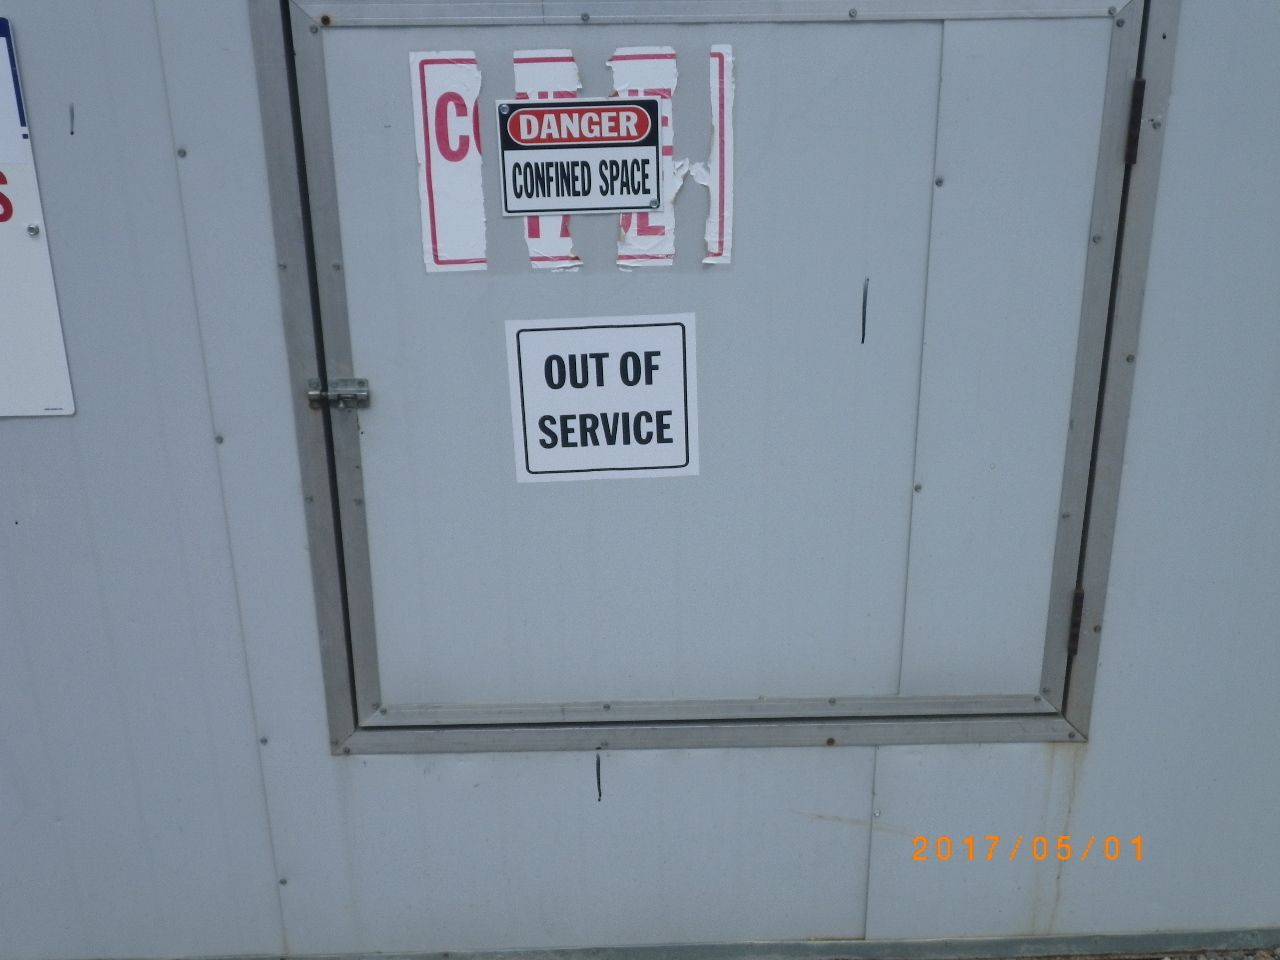 DANGER
CONFINED SPACE
OUT OF
SERVICE
2017/05/01